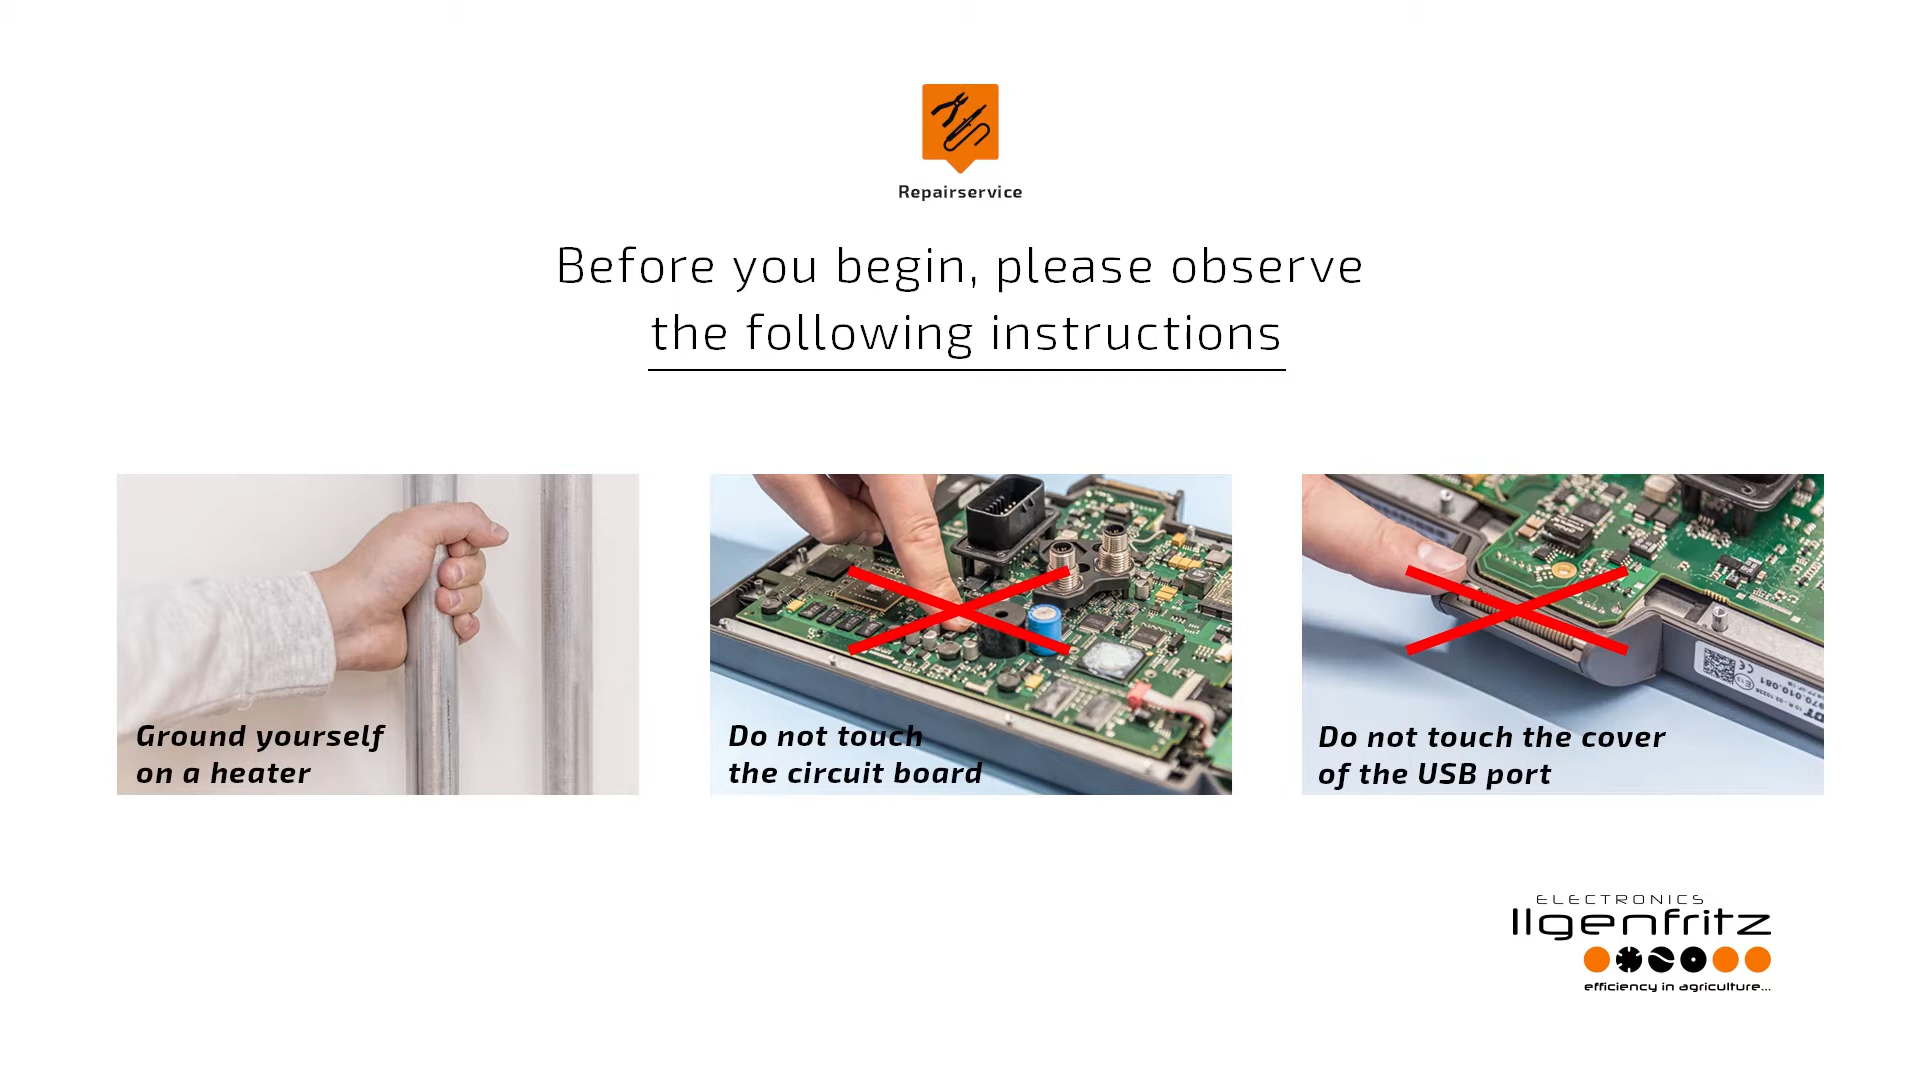 Repairservice
Before you begin, please observe
the following instructions
Ground yourself
on a heater
Do not touch
the circuit board
Do not touch the cover
of the USB port
ELECTRONICS
Ilgenfritz
efficiency in agriculture...